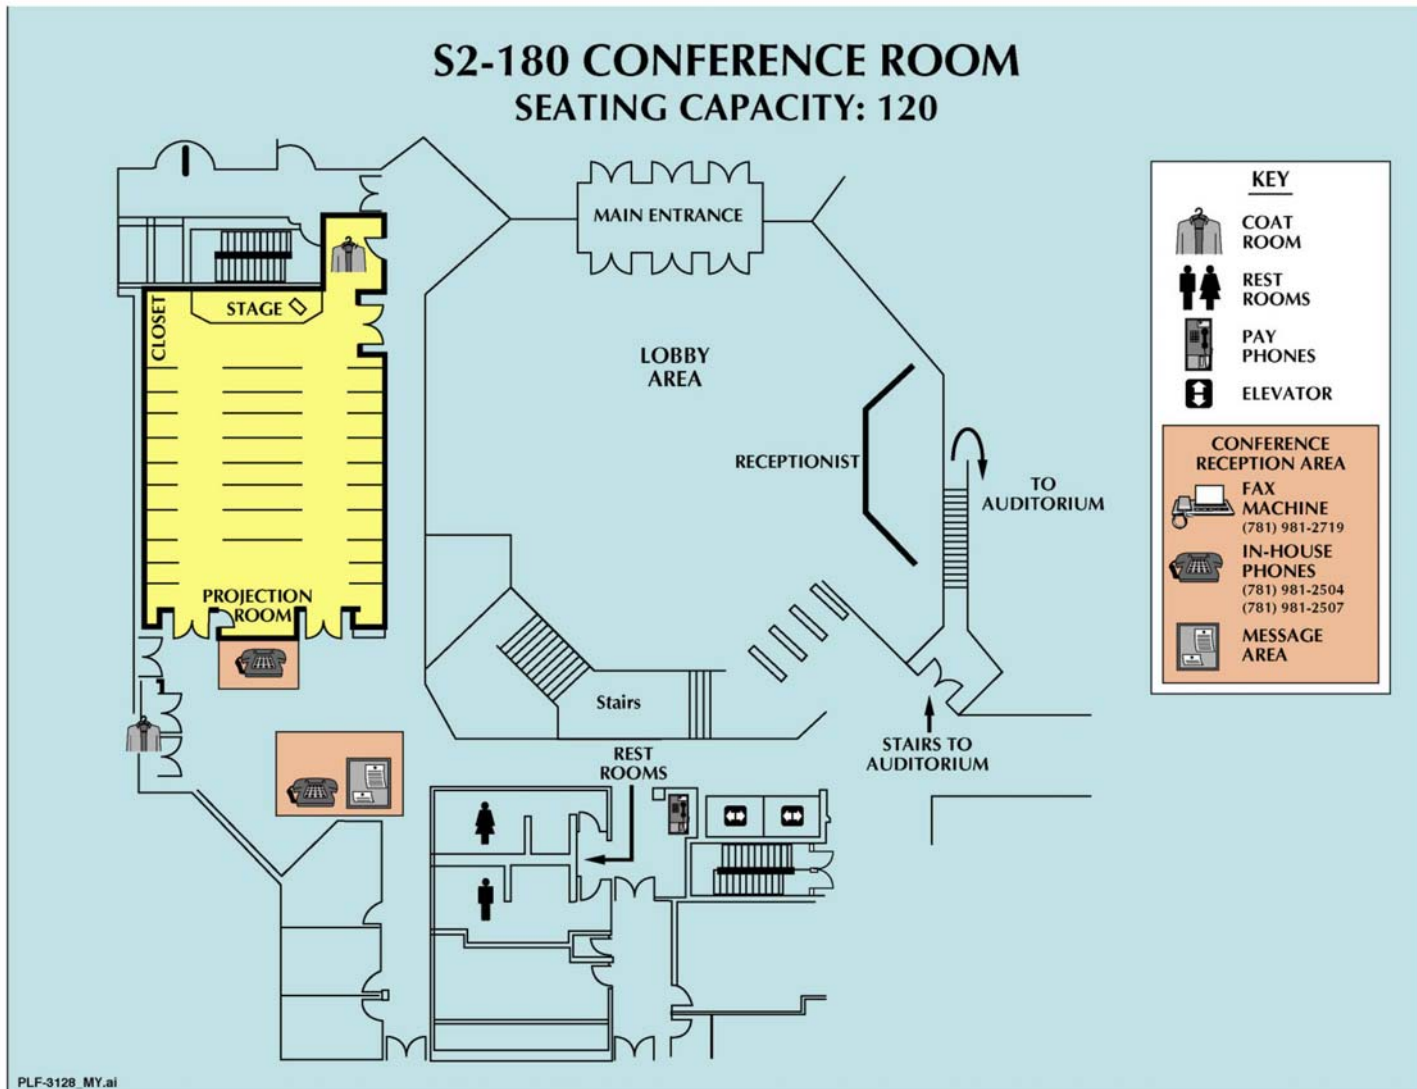 S2-180 CONFERENCE ROOM
SEATING CAPACITY: 120
MAIN ENTRANCE
STAGE
CLOSET
LOBBY
AREA
RECEPTIONIST
TO
AUDITORIUM
PROJECTION
ROOM
Stairs
REST
ROOMS
STAIRS TO
AUDITORIUM
KEY
COAT
ROOM
REST
ROOMS
PAY
PHONES
ELEVATOR
CONFERENCE
RECEPTION AREA
FAX
MACHINE
(781) 981-2719
IN-HOUSE
PHONES
(781) 981-2504
(781) 981-2507
MESSAGE
AREA
PLF-3128_MY.ai